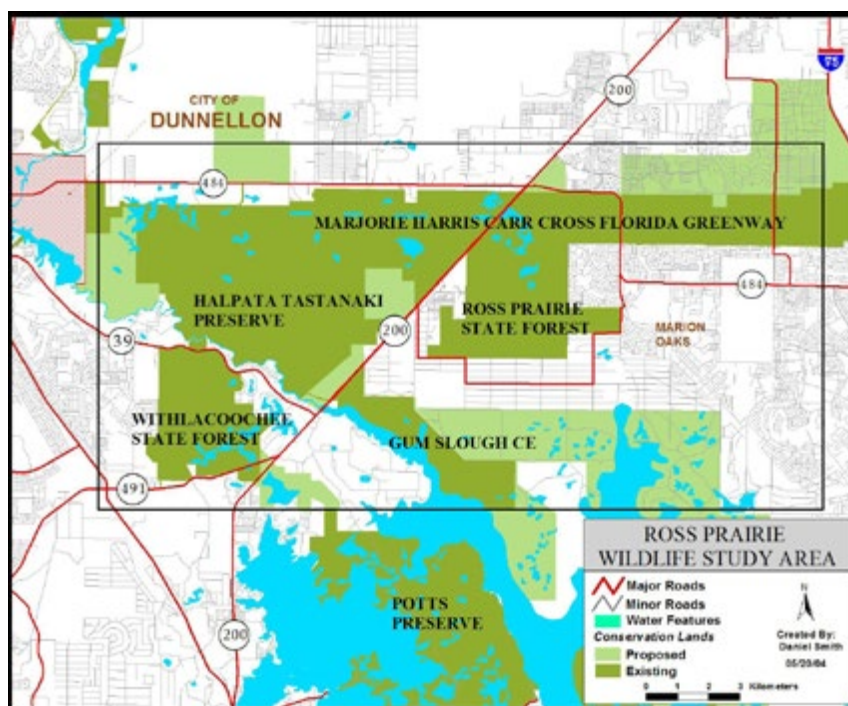 75
200
CITY OF
DUNNELLON
484
MARJORIE HARRIS CARR CROSS FLORIDA GREENWAY
HALPATA TASTANAKI
PRESERVE
ROSS PRAIRIE
STATE FOREST
484
200
MARION
OAKS
39
WITHLACOOCHEE
STATE FOREST
GUM SLOUGH CE
491
200
POTTS
PRESERVE
ROSS PRAIRIE
WILDLIFE STUDY AREA
Major Roads
Minor Roads
Water Features
Conservation Lands
Proposed
Existing
N
Created By:
Daniel Smith
05/20/04
0 1 2 3 Kilometers